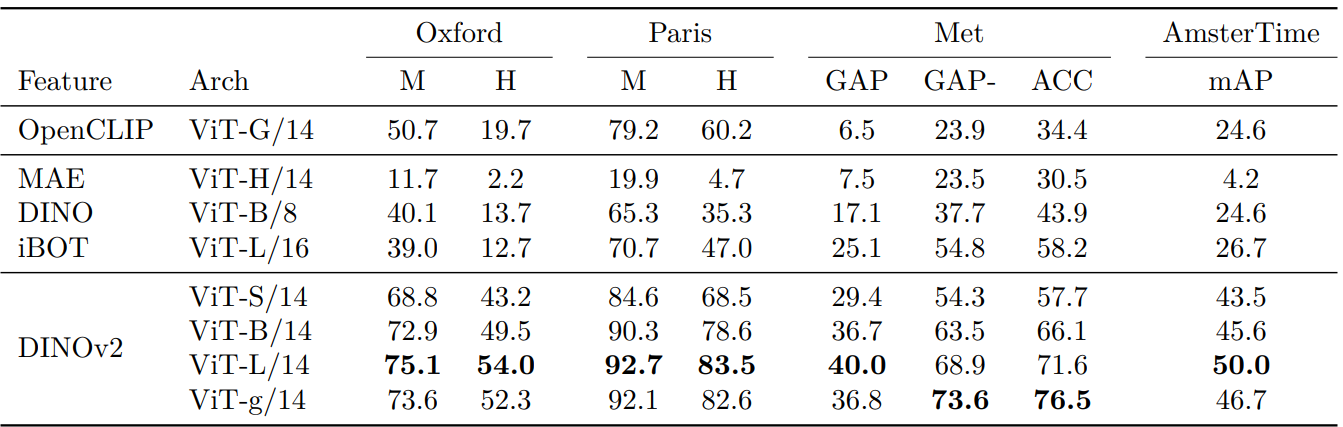 Oxford Paris Met AmsterTime
Feature Arch M H M H GAP GAP- ACC mAP
OpenCLIP ViT-G/14 50.7 19.7 79.2 60.2 6.5 23.9 34.4 24.6
MAE ViT-H/14 11.7 2.2 19.9 4.7 7.5 23.5 30.5 4.2
DINO ViT-B/8 40.1 13.7 65.3 35.3 17.1 37.7 43.9 24.6
iBOT ViT-L/16 39.0 12.7 70.7 47.0 25.1 54.8 58.2 26.7
DINOv2
ViT-S/14 68.8 43.2 84.6 68.5 29.4 54.3 57.7 43.5
ViT-B/14 72.9 49.5 90.3 78.6 36.7 63.5 66.1 45.6
ViT-L/14 75.1 54.0 92.7 83.5 40.0 68.9 71.6 50.0
ViT-g/14 73.6 52.3 92.1 82.6 36.8 73.6 76.5 46.7